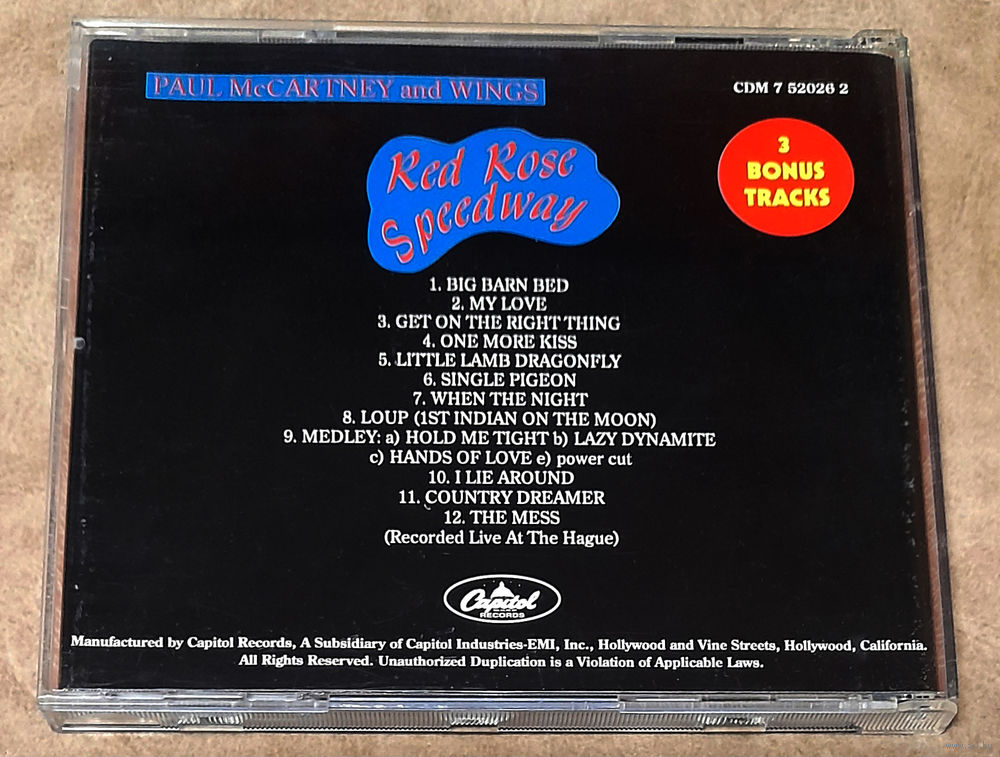 PAUL McCARTNEY and WINGS
CDM 7 52026 2
Red Rose
Speedway
3
BONUS
TRACKS
1. BIG BARN BED
2. MY LOVE
3. GET ON THE RIGHT THING
4. ONE MORE KISS
5. LITTLE LAMB DRAGONFLY
6. SINGLE PIGEON
7. WHEN THE NIGHT
8. LOUP (1ST INDIAN ON THE MOON)
9. MEDLEY: a) HOLD ME TIGHT b) LAZY DYNAMITE
c) HANDS OF LOVE e) power cut
10. I LIE AROUND
11. COUNTRY DREAMER
12. THE MESS
(Recorded Live At The Hague)
Capitol
RECORDS
Manufactured by Capitol Records, A Subsidiary of Capitol Industries-EMI, Inc., Hollywood and Vine Streets, Hollywood, California.
All Rights Reserved. Unauthorized Duplication is a Violation of Applicable Laws.